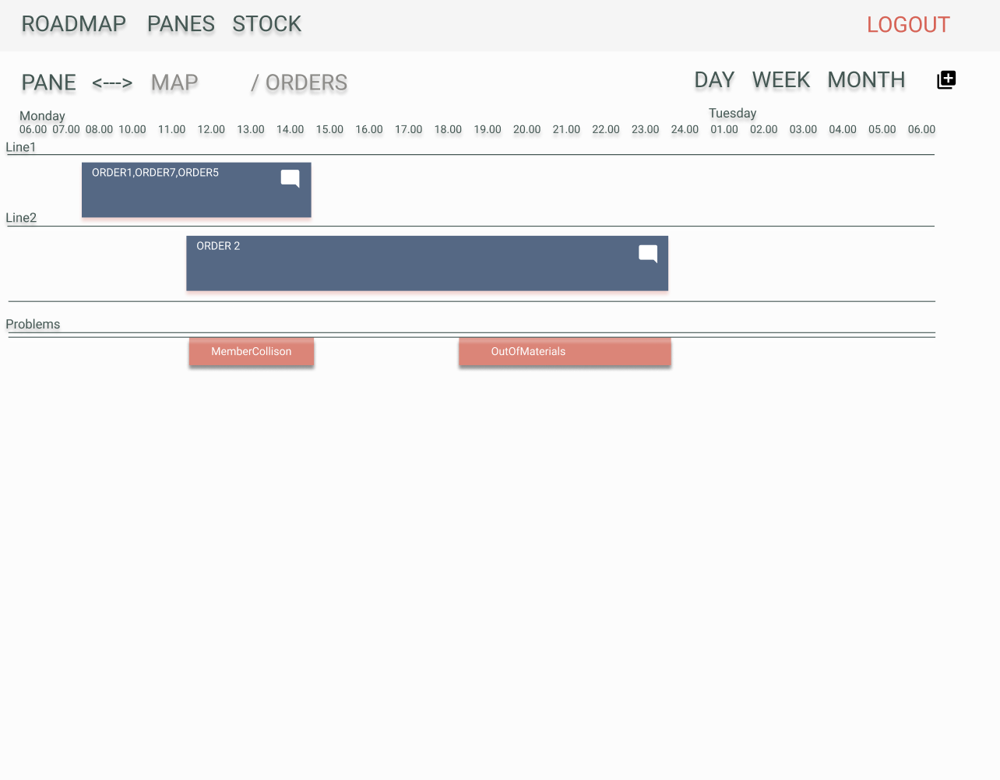 ROADMAP PANES STOCK LOGOUT
PANE <---> MAP / ORDERS DAY WEEK MONTH
Monday Tuesday
06.00 07.00 08.00 10.00 11.00 12.00 13.00 14.00 15.00 16.00 17.00 18.00 19.00 20.00 21.00 22.00 23.00 24.00 01.00 02.00 03.00 04.00 05.00 06.00
Line1
ORDER1,ORDER7,ORDER5
Line2
ORDER 2
Problems
MemberCollison OutOfMaterials